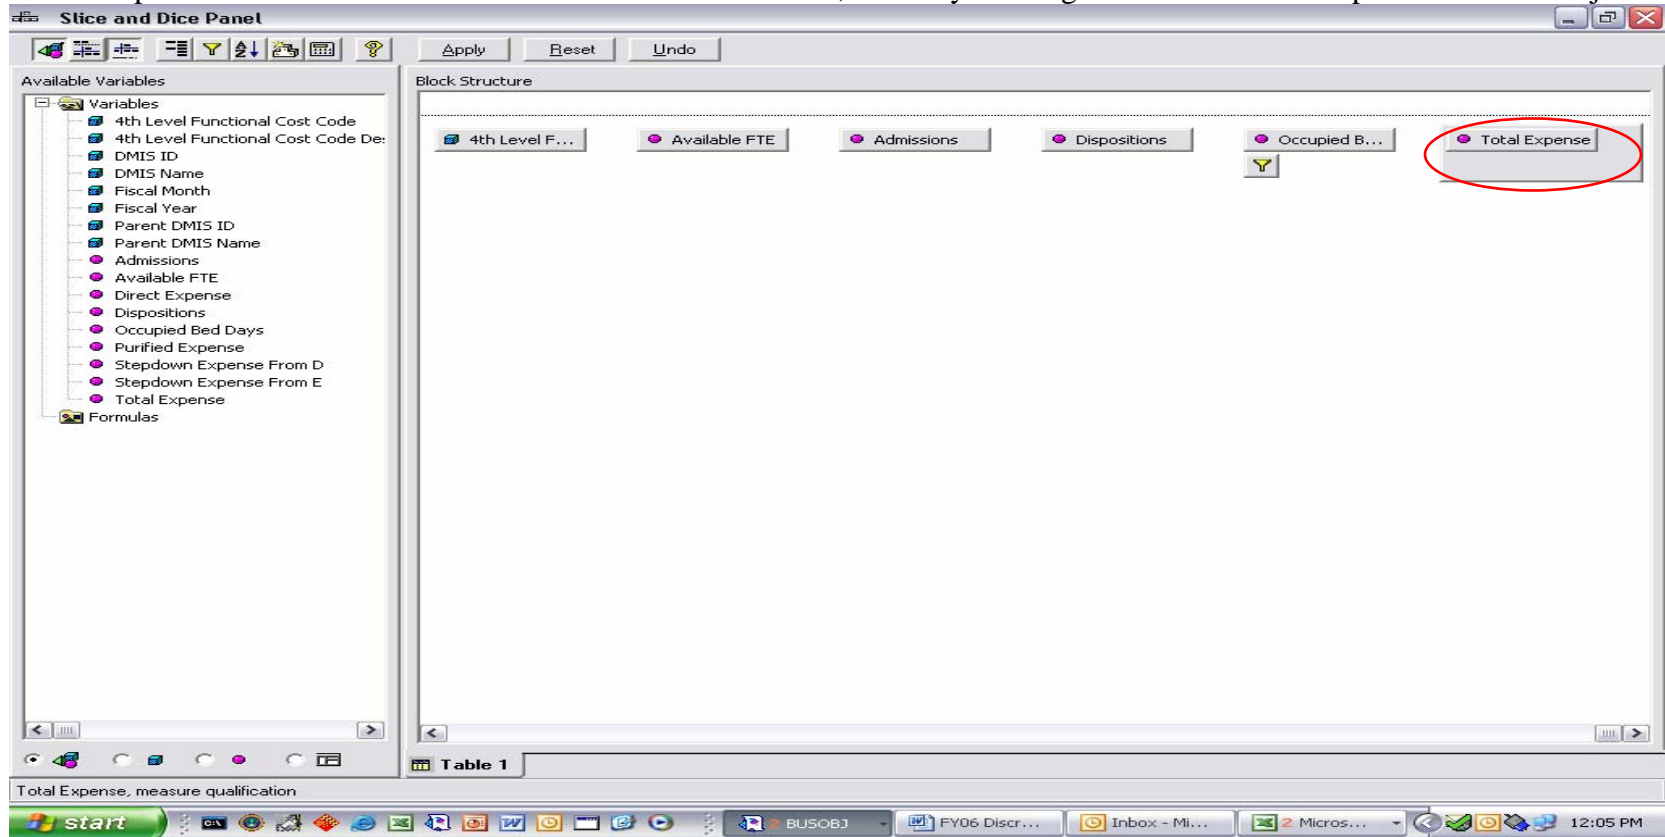 Slice and Dice Panel
Apply Reset Undo
Available Variables
Variables
4th Level Functional Cost Code
4th Level Functional Cost Code De:
DMIS ID
DMIS Name
Fiscal Month
Fiscal Year
Parent DMIS ID
Parent DMIS Name
Admissions
Available FTE
Direct Expense
Dispositions
Occupied Bed Days
Purified Expense
Stepdown Expense From D
Stepdown Expense From E
Total Expense
Formulas
Block Structure
4th Level F... Available FTE Admissions Dispositions Occupied B... Total Expense
Table 1
Total Expense, measure qualification
start 2 BUSOBJ FY06 Discr... Inbox - Mi... 2 Micros... 12:05 PM